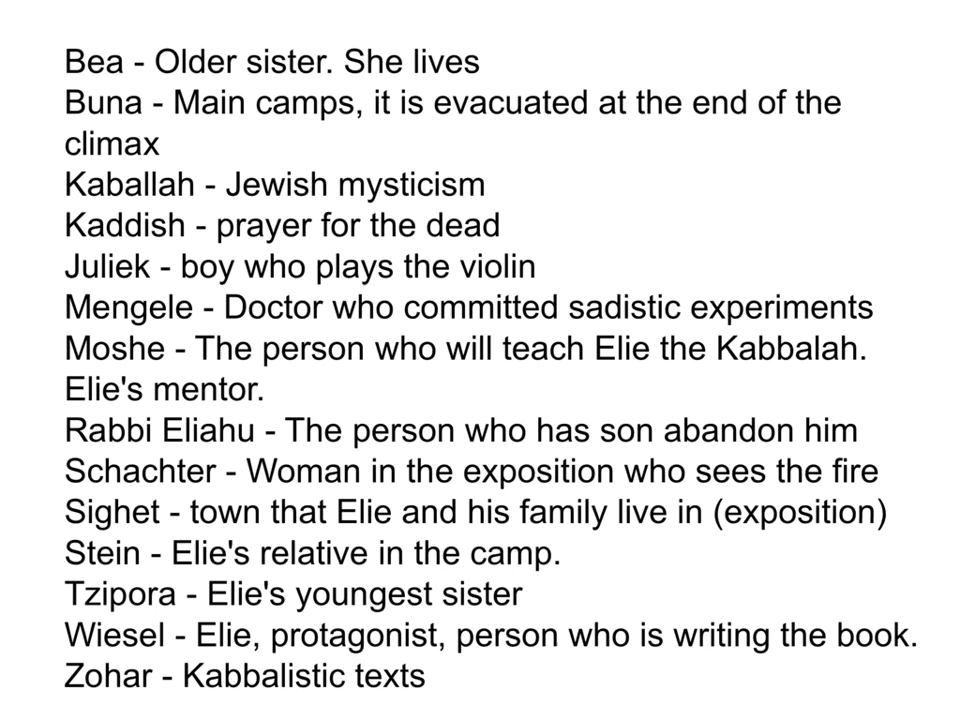 Bea - Older sister. She lives
Buna - Main camps, it is evacuated at the end of the
climax
Kaballah - Jewish mysticism
Kaddish - prayer for the dead
Juliek - boy who plays the violin
Mengele - Doctor who committed sadistic experiments
Moshe - The person who will teach Elie the Kabbalah.
Elie's mentor.
Rabbi Eliahu - The person who has son abandon him
Schachter - Woman in the exposition who sees the fire
Sighet - town that Elie and his family live in (exposition)
Stein - Elie's relative in the camp.
Tzipora - Elie's youngest sister
Wiesel - Elie, protagonist, person who is writing the book.
Zohar - Kabbalistic texts